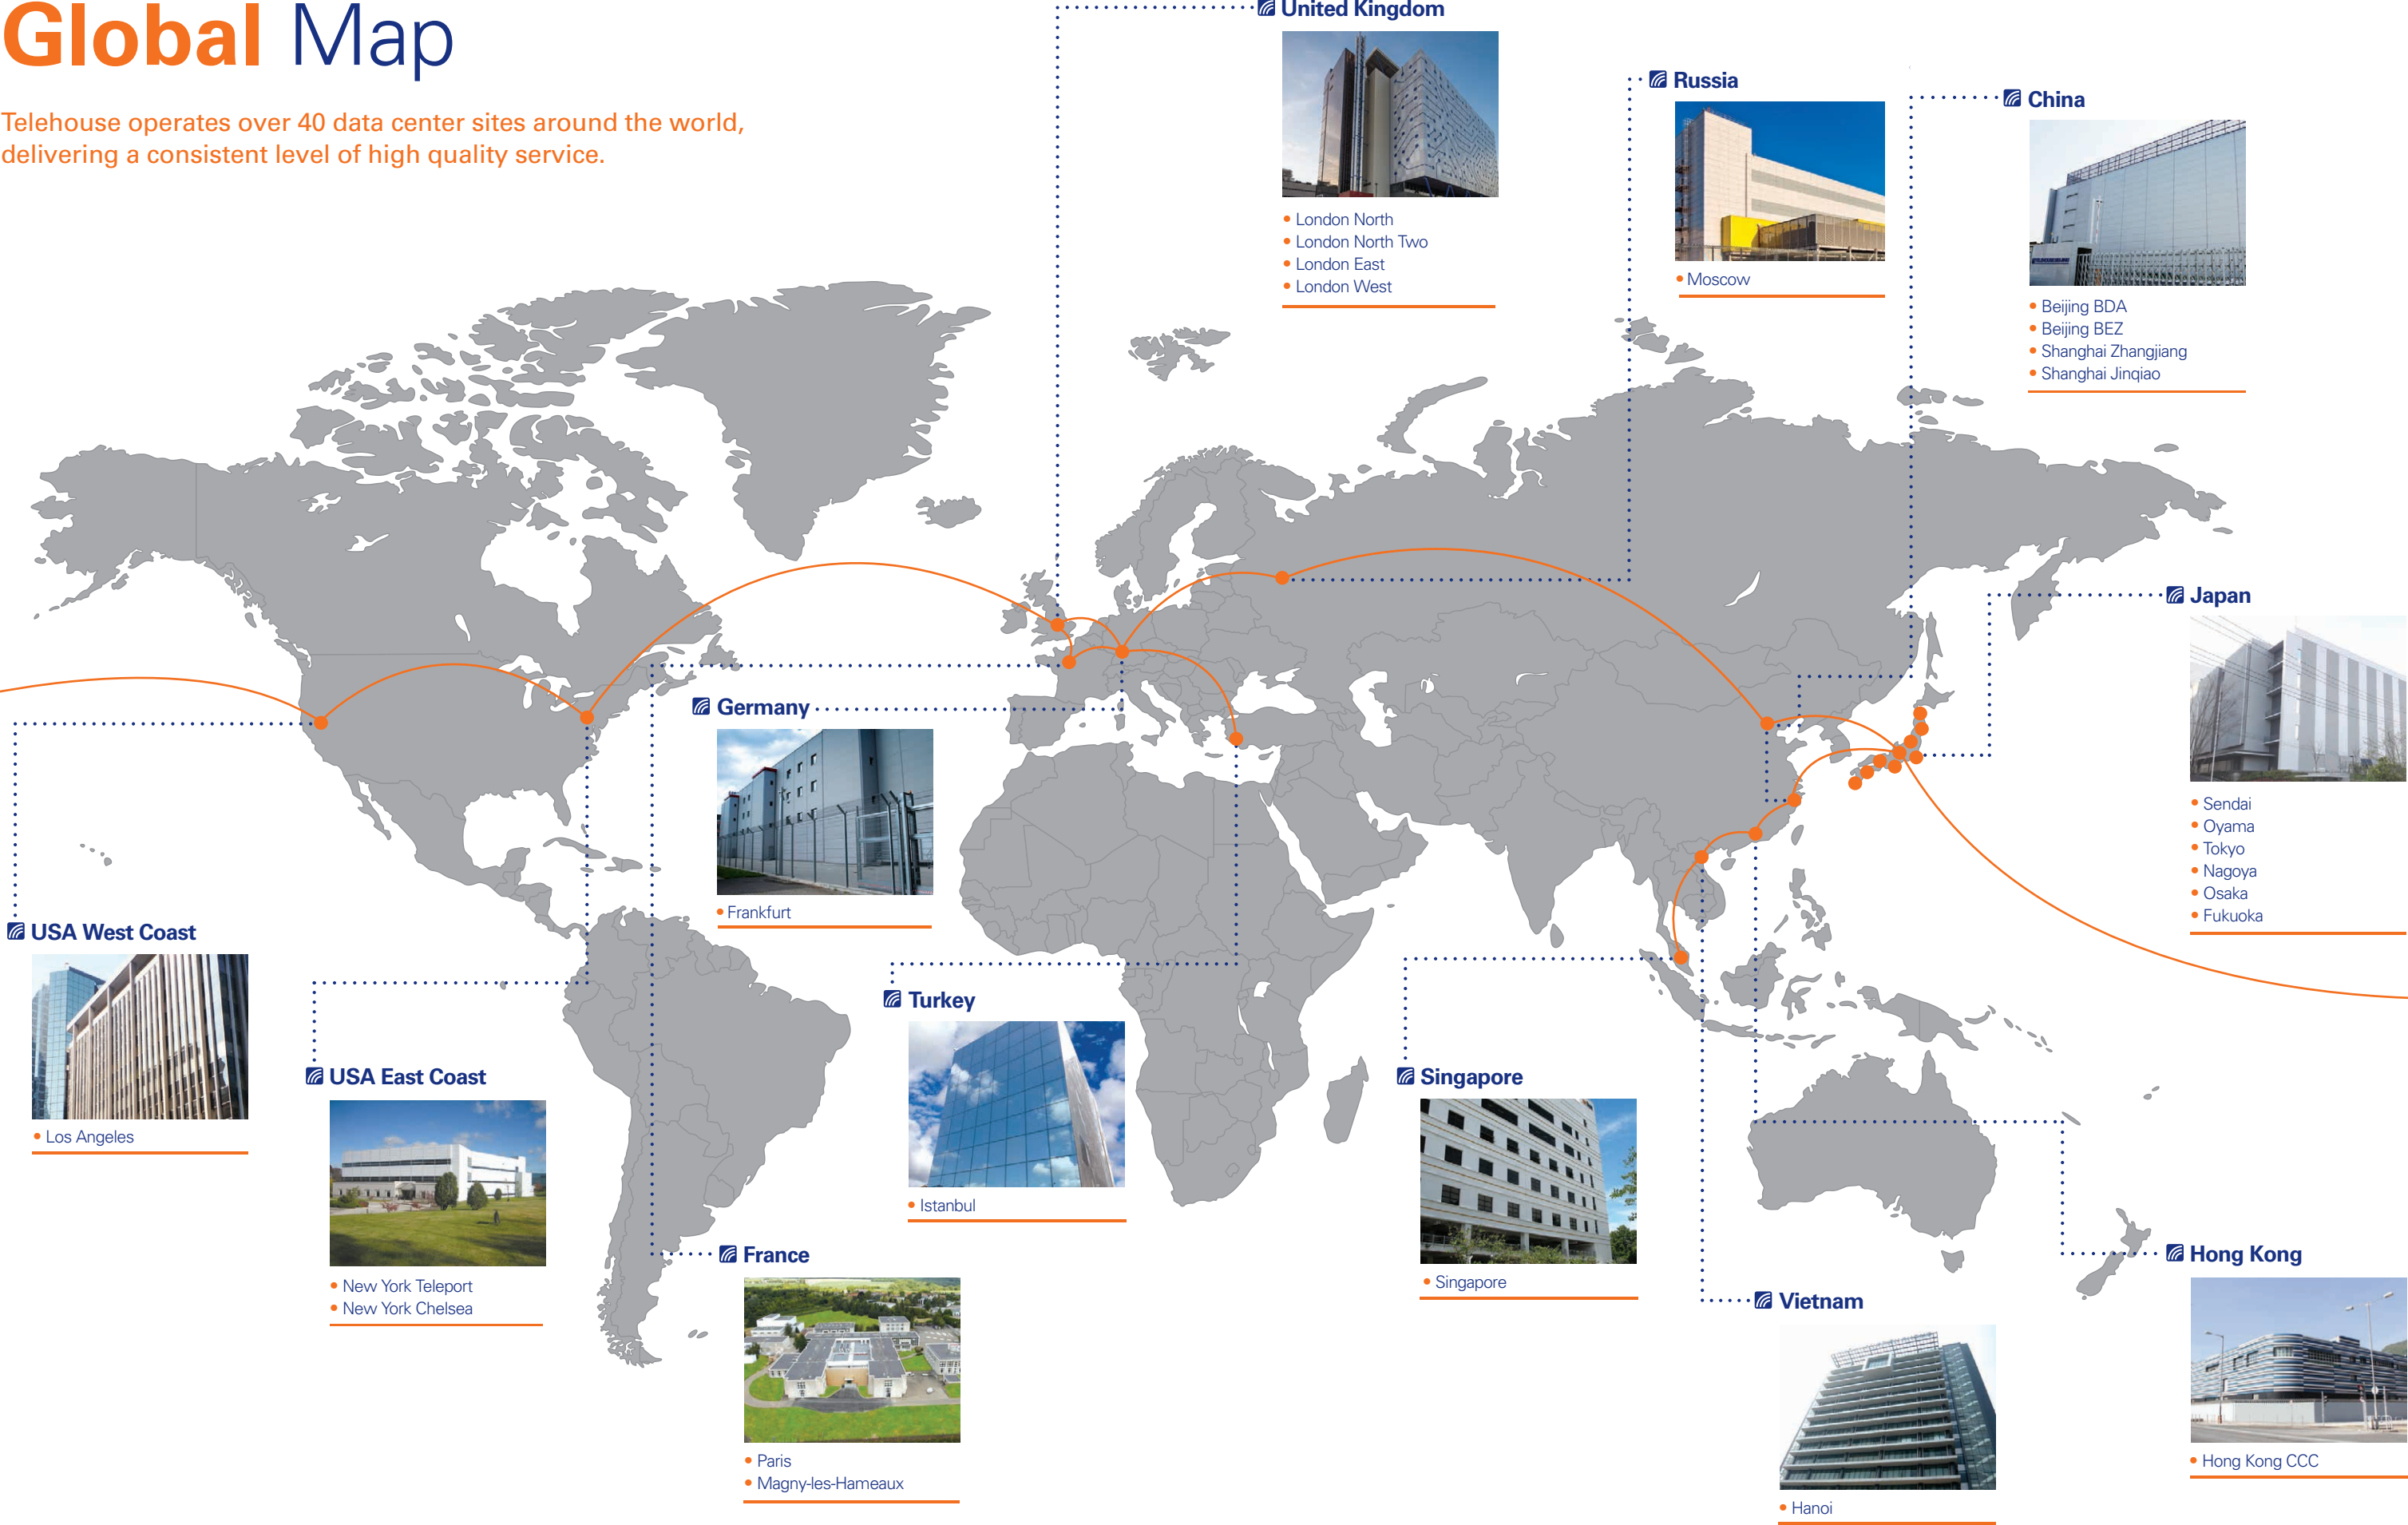 Global Map
Telehouse operates over 40 data center sites around the world,
delivering a consistent level of high quality service.
United Kingdom
London North
London North Two
London East
London West
Russia
Moscow
China
Beijing BDA
Beijing BEZ
Shanghai Zhangjiang
Shanghai Jinqiao
Japan
Sendai
Oyama
Tokyo
Nagoya
Osaka
Fukuoka
Germany
Frankfurt
USA West Coast
Los Angeles
USA East Coast
New York Teleport
New York Chelsea
Turkey
Istanbul
France
Paris
Magny-les-Hameaux
Singapore
Singapore
Vietnam
Hanoi
Hong Kong
Hong Kong CCC